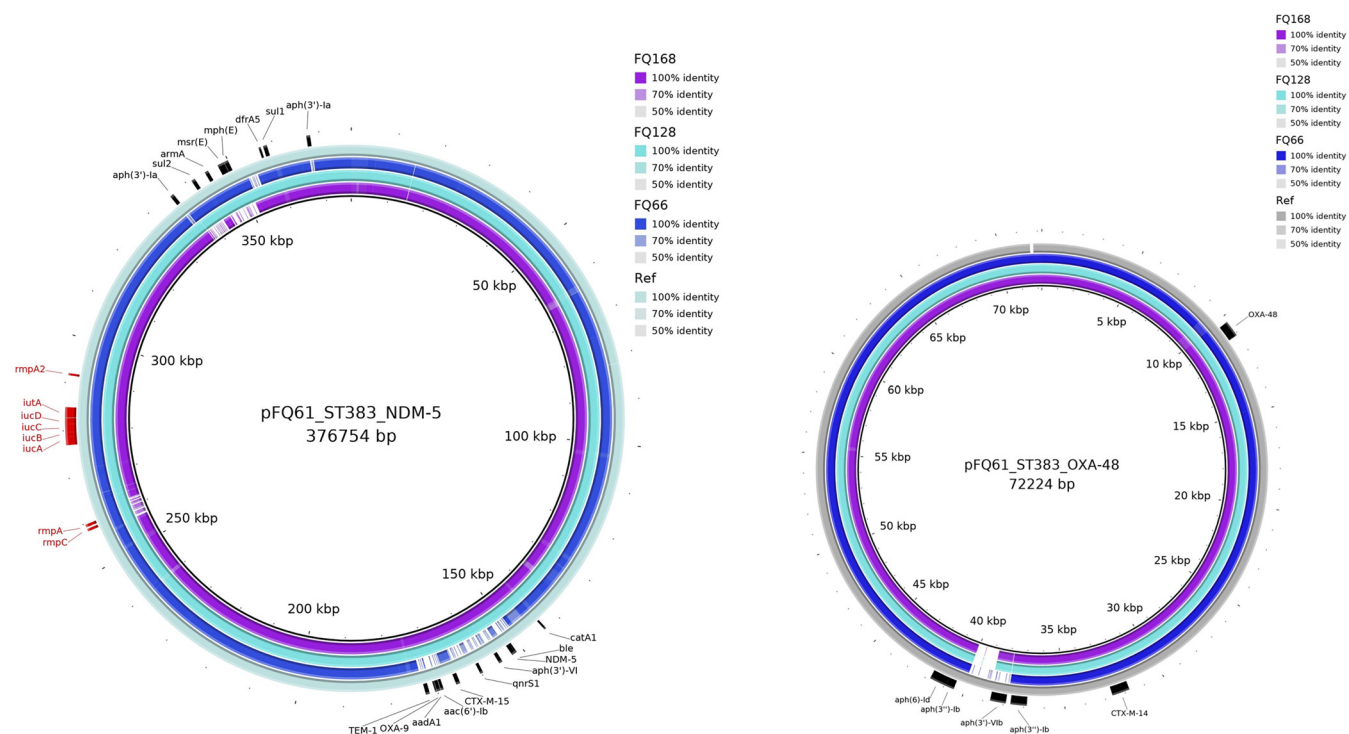 FQ168
100% identity
70% identity
50% identity
FQ128
100% identity
70% identity
50% identity
FQ66
100% identity
70% identity
50% identity
Ref
100% identity
70% identity
50% identity
aph(3')-Ia
sul1
dfrA5
mph(E)
msr(E)
armA
sul2
aph(3')-Ia
rmpA2
iutA
iucD
iucC
iucB
iucA
rmpA
rmpC
350 kbp
50 kbp
300 kbp
100 kbp
250 kbp
150 kbp
200 kbp
pFQ61_ST383_NDM-5
376754 bp
catA1
ble
NDM-5
aph(3')-VI
qnrS1
CTX-M-15
aac(6')-Ib
aadA1
OXA-9
TEM-1
FQ168
100% identity
70% identity
50% identity
FQ128
100% identity
70% identity
50% identity
FQ66
100% identity
70% identity
50% identity
Ref
100% identity
70% identity
50% identity
OXA-48
70 kbp
5 kbp
65 kbp
10 kbp
60 kbp
15 kbp
55 kbp
20 kbp
50 kbp
25 kbp
45 kbp
30 kbp
40 kbp
35 kbp
pFQ61_ST383_OXA-48
72224 bp
aph(6)-Id
aph(3'')-Ib
aph(3')-VIb
aph(3'')-Ib
CTX-M-14